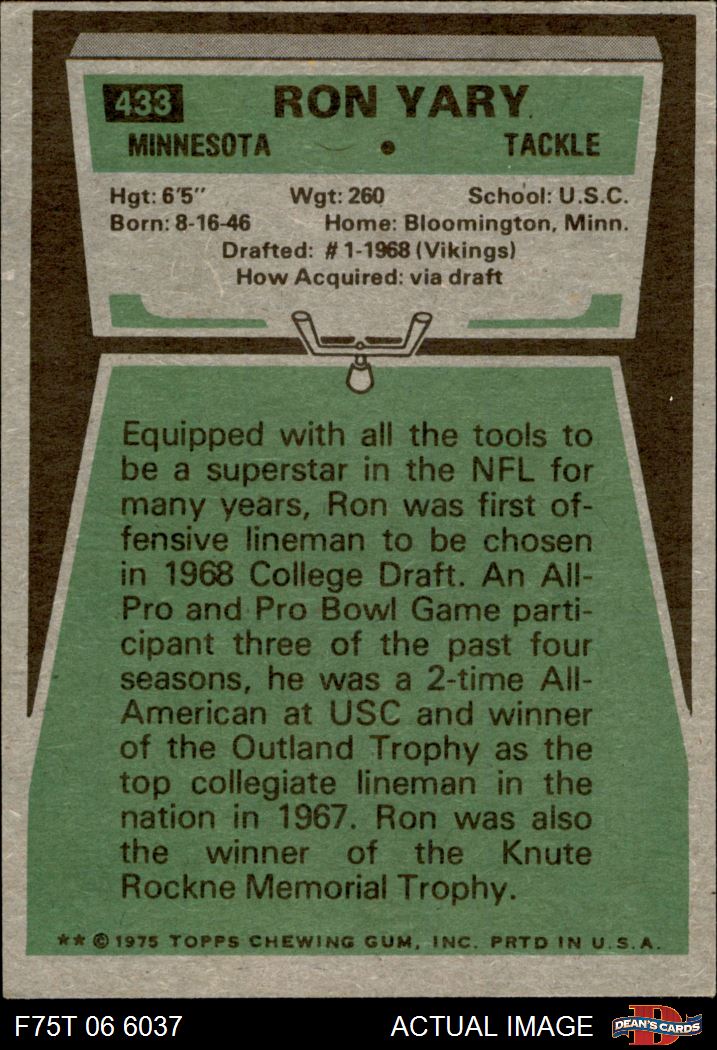 433 RON YARY
MINNESOTA • TACKLE
Hgt: 6'5" Wgt: 260 School: U.S.C.
Born: 8-16-46 Home: Bloomington, Minn.
Drafted: #1-1968 (Vikings)
How Acquired: via draft
Equipped with all the tools to
be a superstar in the NFL for
many years, Ron was first of-
fensive lineman to be chosen
in 1968 College Draft. An All-
Pro and Pro Bowl Game parti-
cipant three of the past four
seasons, he was a 2-time All-
American at USC and winner
of the Outland Trophy as the
top collegiate lineman in the
nation in 1967. Ron was also
the winner of the Knute
Rockne Memorial Trophy.
** © 1975 TOPPS CHEWING GUM, INC. PRTD IN U.S.A.
F75T 06 6037 ACTUAL IMAGE DEAN'S CARDS